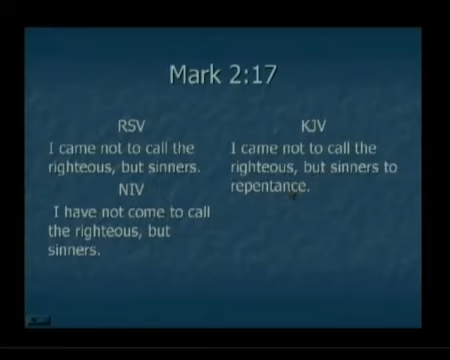 Mark 2:17
RSV
I came not to call the
righteous, but sinners.
NIV
I have not come to call
the righteous, but
sinners.
KJV
I came not to call the
righteous, but sinners to
repentance.